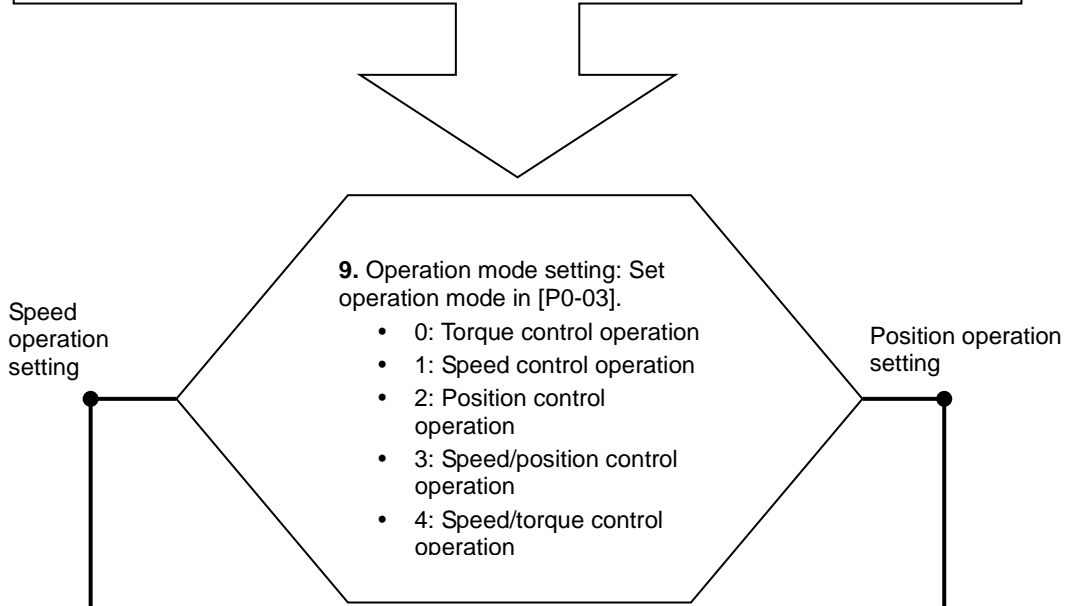 9. Operation mode setting: Set
operation mode in [P0-03].
• 0: Torque control operation
• 1: Speed control operation
• 2: Position control
operation
• 3: Speed/position control
operation
• 4: Speed/torque control
operation
Speed
operation
setting
Position operation
setting